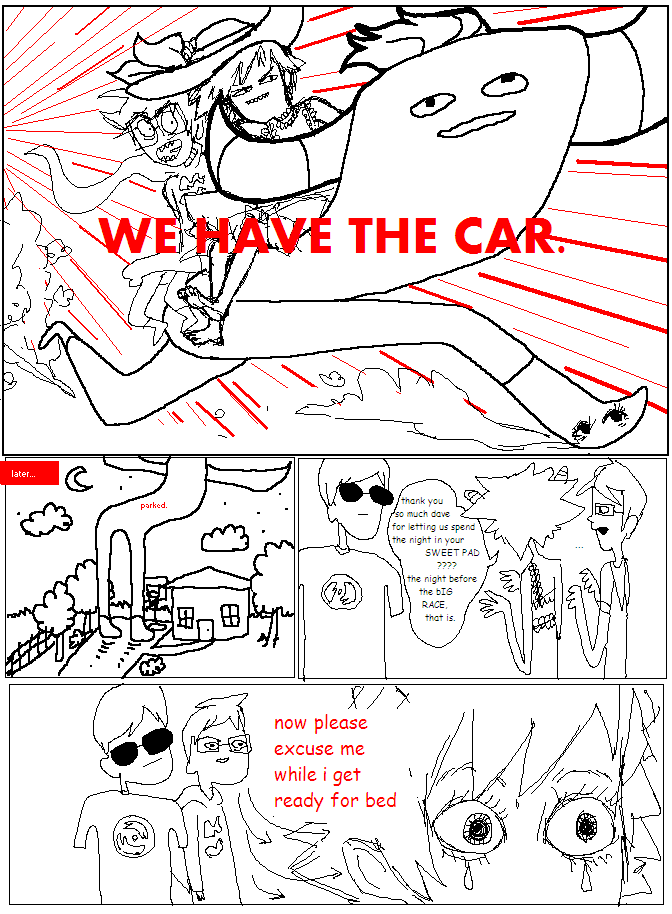 WE HAVE THE CAR.
later...
parked.
thank you
so much dave
for letting us spend
the night in your
SWEET PAD
????
the night before
the bIG
RACE,
that is.
...
now please
excuse me
while i get
ready for bed